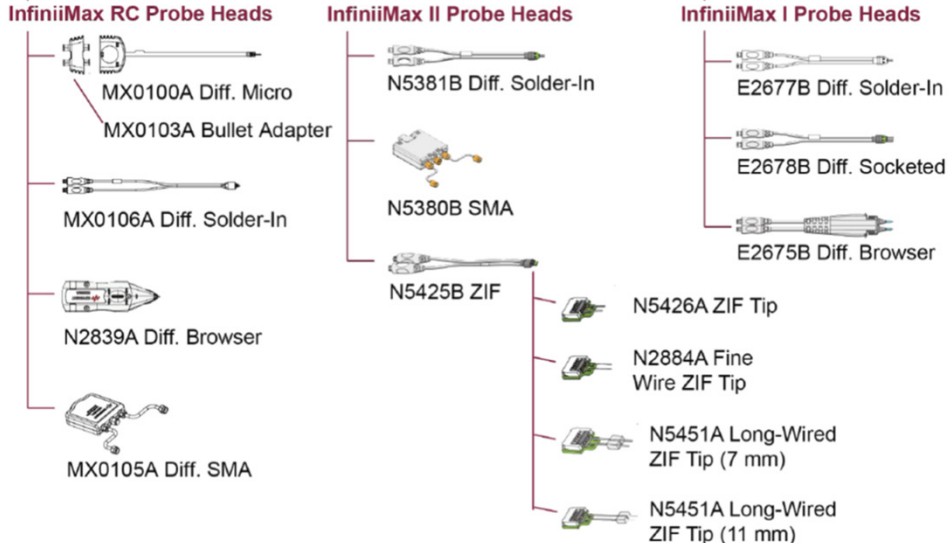 InfiniiMax RC Probe Heads
MX0100A Diff. Micro
MX0103A Bullet Adapter
MX0106A Diff. Solder-In
N2839A Diff. Browser
MX0105A Diff. SMA
InfiniiMax II Probe Heads
N5381B Diff. Solder-In
N5380B SMA
N5425B ZIF
N5426A ZIF Tip
N2884A Fine
Wire ZIF Tip
N5451A Long-Wired
ZIF Tip (7 mm)
N5451A Long-Wired
ZIF Tip (11 mm)
InfiniiMax I Probe Heads
E2677B Diff. Solder-In
E2678B Diff. Socketed
E2675B Diff. Browser